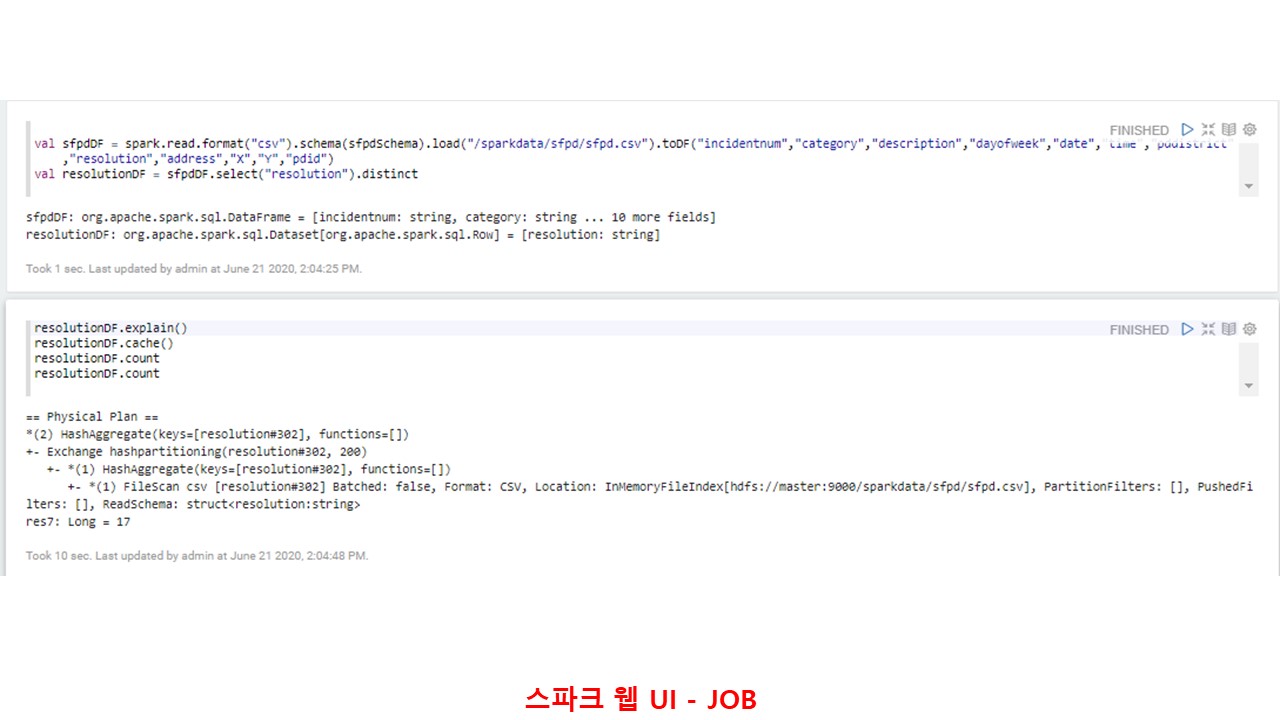 FINISHED
val sfpdDF = spark.read.format("csv").schema(sfpdSchema).load("/sparkdata/sfpd/sfpd.csv").toDF("incidentnum","category","description","dayofweek","date","time","pddistrict"
,"resolution","address","X","Y","pdid")
val resolutionDF = sfpdDF.select("resolution").distinct
sfpdDF: org.apache.spark.sql.DataFrame = [incidentnum: string, category: string ... 10 more fields]
resolutionDF: org.apache.spark.sql.Dataset[org.apache.spark.sql.Row] = [resolution: string]
Took 1 sec. Last updated by admin at June 21 2020, 2:04:25 PM.
resolutionDF.explain()
FINISHED
resolutionDF.cache()
resolutionDF.count
resolutionDF.count
== Physical Plan ==
*(2) HashAggregate(keys=[resolution#302], functions=[])
+- Exchange hashpartitioning(resolution#302, 200)
+- *(1) HashAggregate(keys=[resolution#302], functions=[])
+- *(1) FileScan csv [resolution#302] Batched: false, Format: CSV, Location: InMemoryFileIndex[hdfs://master:9000/sparkdata/sfpd/sfpd.csv], PartitionFilters: [], PushedFi
lters: [], ReadSchema: struct<resolution:string>
res7: Long = 17
Took 10 sec. Last updated by admin at June 21 2020, 2:04:48 PM.
스파크 웹 UI - JOB